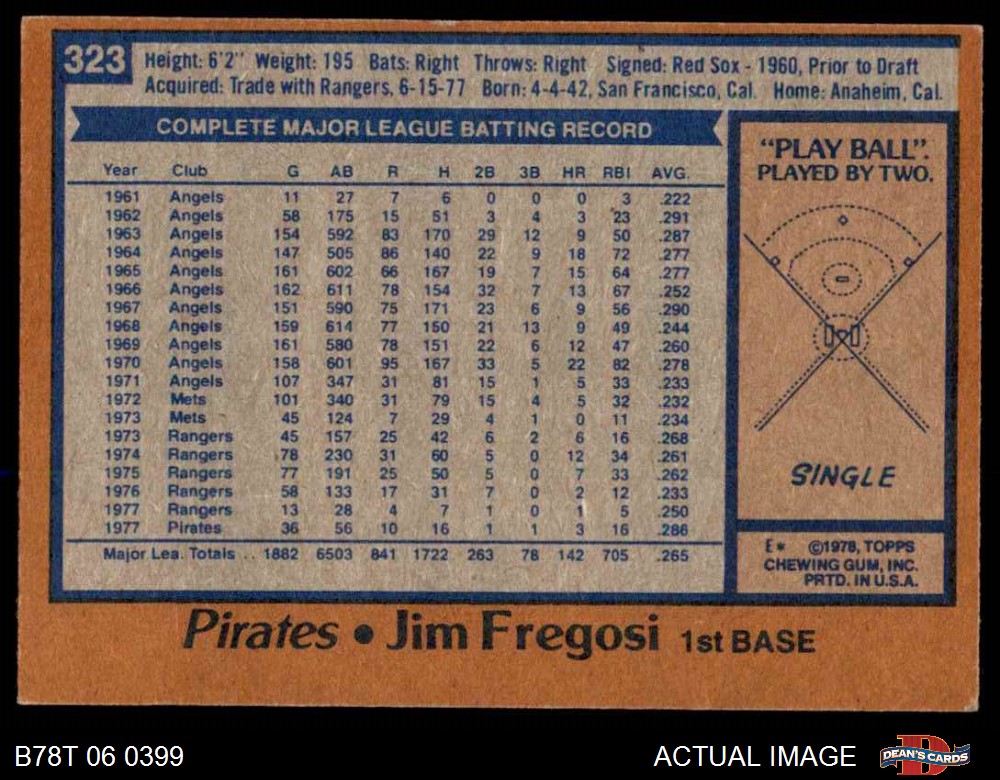 323
Height: 6'2" Weight: 195 Bats: Right Throws: Right Signed: Red Sox - 1960, Prior to Draft
Acquired: Trade with Rangers, 6-15-77 Born: 4-4-42, San Francisco, Cal. Home: Anaheim, Cal.
COMPLETE MAJOR LEAGUE BATTING RECORD
Year Club G AB R H 2B 3B HR RBI AVG.
1961 Angels 11 27 7 6 0 0 0 3 .222
1962 Angels 58 175 15 51 3 4 3 23 .291
1963 Angels 154 592 83 170 29 12 9 50 .287
1964 Angels 147 505 86 140 22 9 18 72 .277
1965 Angels 161 602 66 167 19 7 15 64 .277
1966 Angels 162 611 78 154 32 7 13 67 .252
1967 Angels 151 590 75 171 23 6 9 56 .290
1968 Angels 159 614 77 150 21 13 9 49 .244
1969 Angels 161 580 78 151 22 6 12 47 .260
1970 Angels 158 601 95 167 33 5 22 82 .278
1971 Angels 107 347 31 81 15 1 5 33 .233
1972 Mets 101 340 31 79 15 4 5 32 .232
1973 Mets 45 124 7 29 4 1 0 11 .234
1973 Rangers 45 157 25 42 6 2 6 16 .268
1974 Rangers 78 230 31 60 5 0 12 34 .261
1975 Rangers 77 191 25 50 5 0 7 33 .262
1976 Rangers 58 133 17 31 7 0 2 12 .233
1977 Rangers 13 28 4 7 1 0 1 5 .250
1977 Pirates 36 56 10 16 1 1 3 16 .286
Major Lea. Totals .. 1882 6503 841 1722 263 78 142 705 .265
"PLAY BALL".
PLAYED BY TWO.
SINGLE
E* ©1978, TOPPS
CHEWING GUM, INC.
PRTD. IN U.S.A.
Pirates • Jim Fregosi 1st BASE
B78T 06 0399
ACTUAL IMAGE
D
DEAN'S CARDS